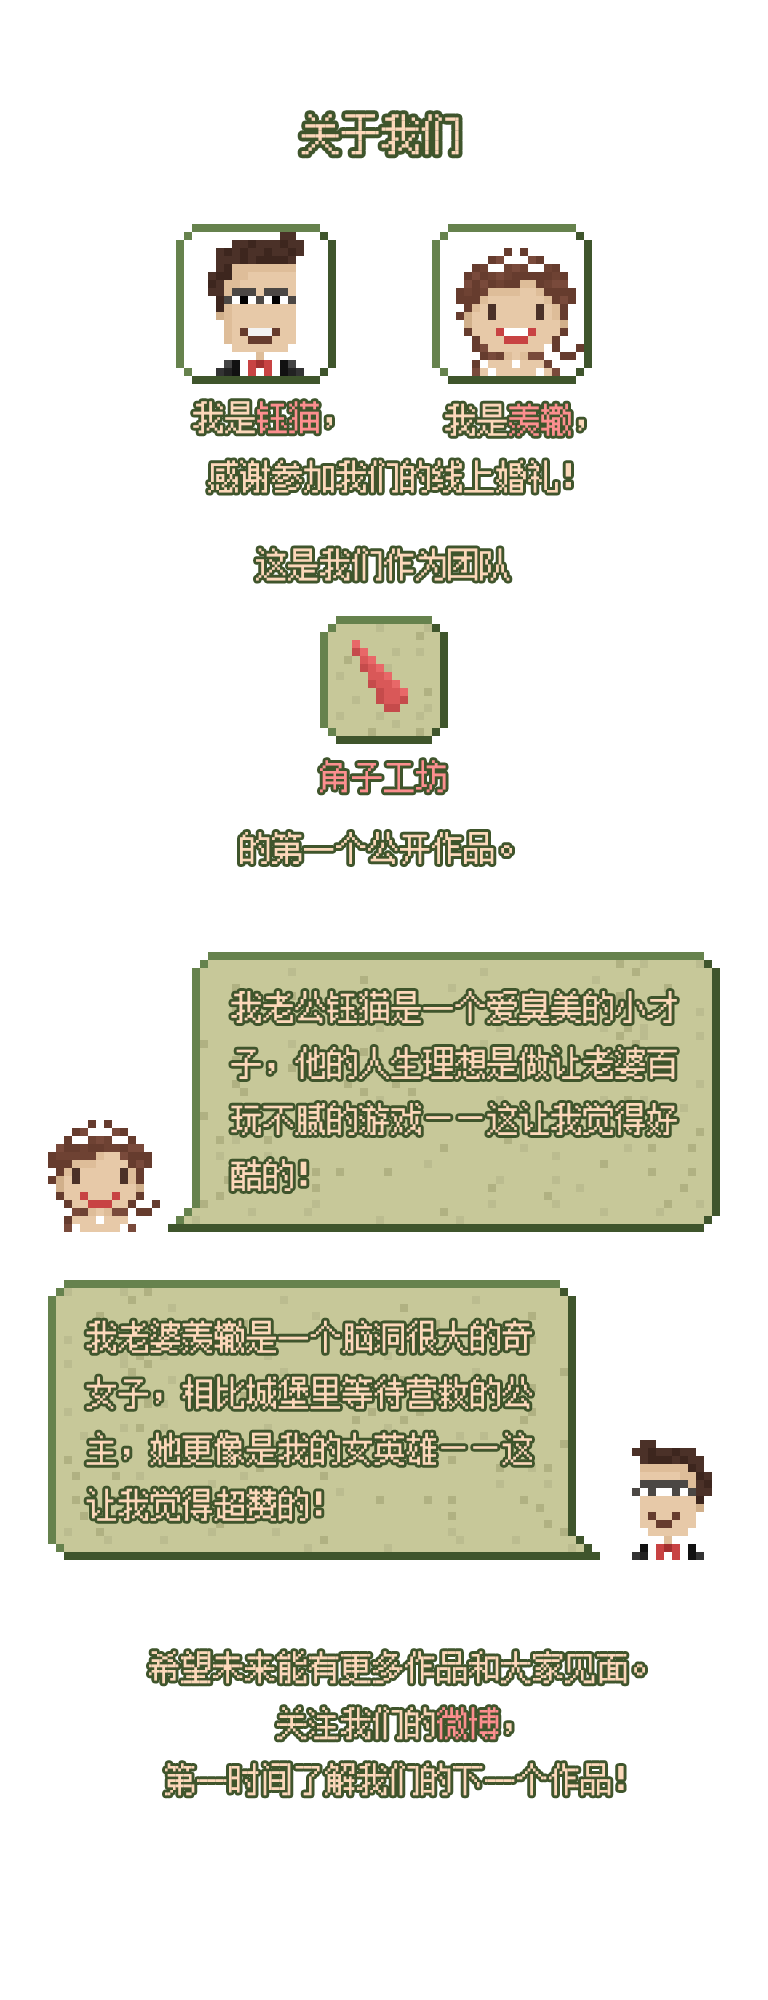 关于我们
我是钰猫，
我是羡辙，
感谢参加我们的线上婚礼！
这是我们作为团队
角子工坊
的第一个公开作品。
我老公钰猫是一个爱臭美的小才
子，他的人生理想是做让老婆百
玩不腻的游戏——这让我觉得好
酷的！
我老婆羡辙是一个脑洞很大的奇
女子，相比城堡里等待营救的公
主，她更像是我的女英雄——这
让我觉得超赞的！
希望未来能有更多作品和大家见面。
关注我们的微博，
第一时间了解我们的下一个作品！